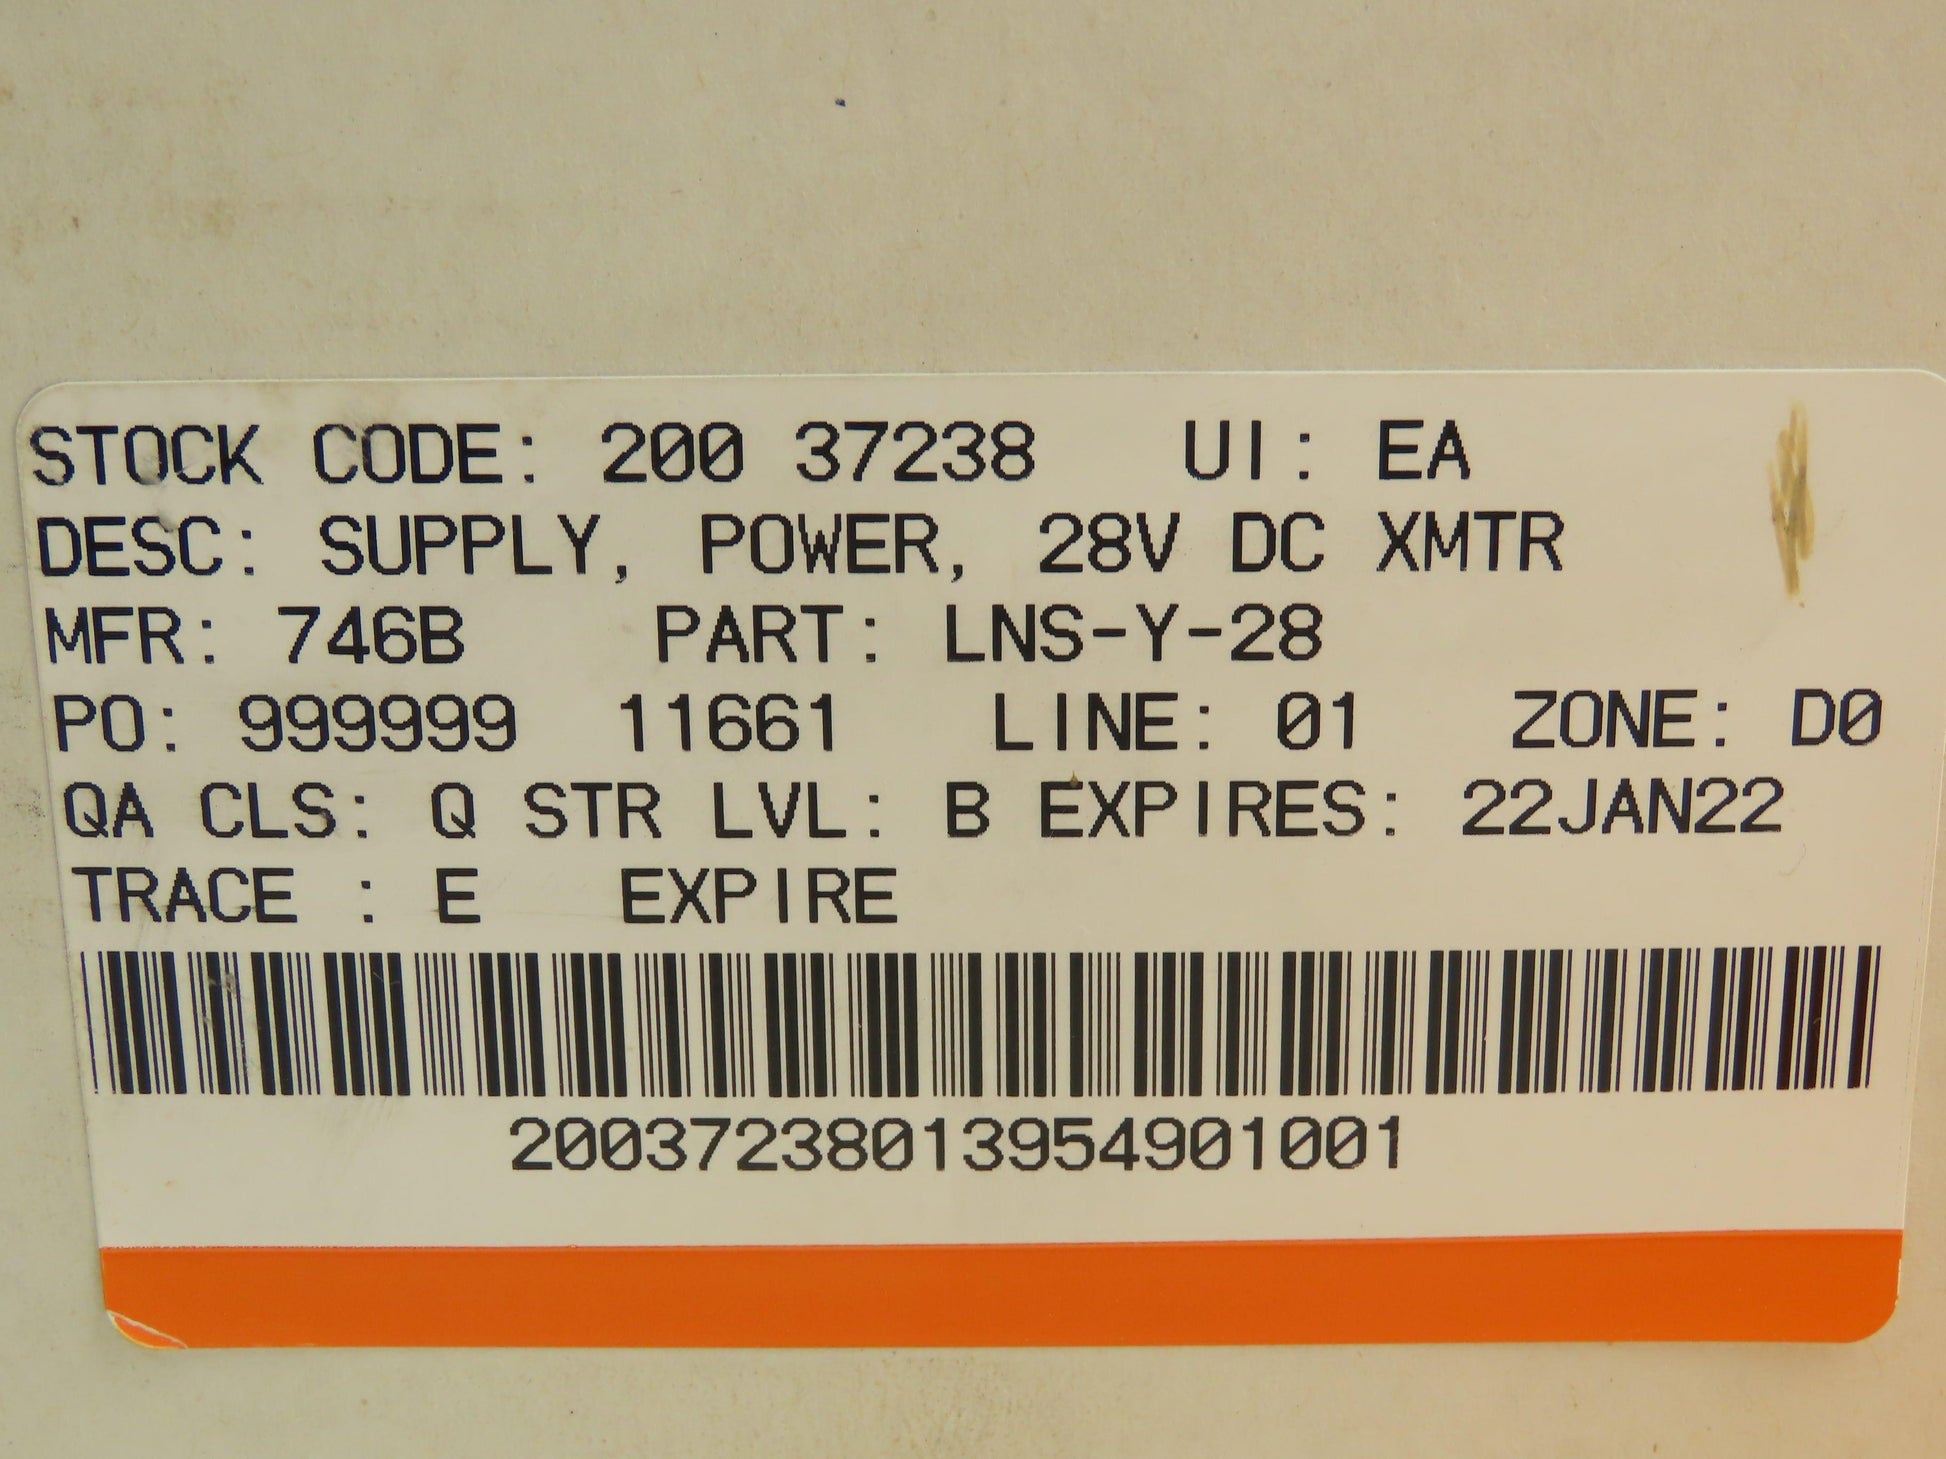 STOCK CODE: 200 37238 UI: EA
DESC: SUPPLY, POWER, 28V DC XMTR
MFR: 746B PART: LNS-Y-28
PO: 999999 11661 LINE: 01 ZONE: D0
QA CLS: Q STR LVL: B EXPIRES: 22JAN22
TRACE : E EXPIRE
20037238013954901001